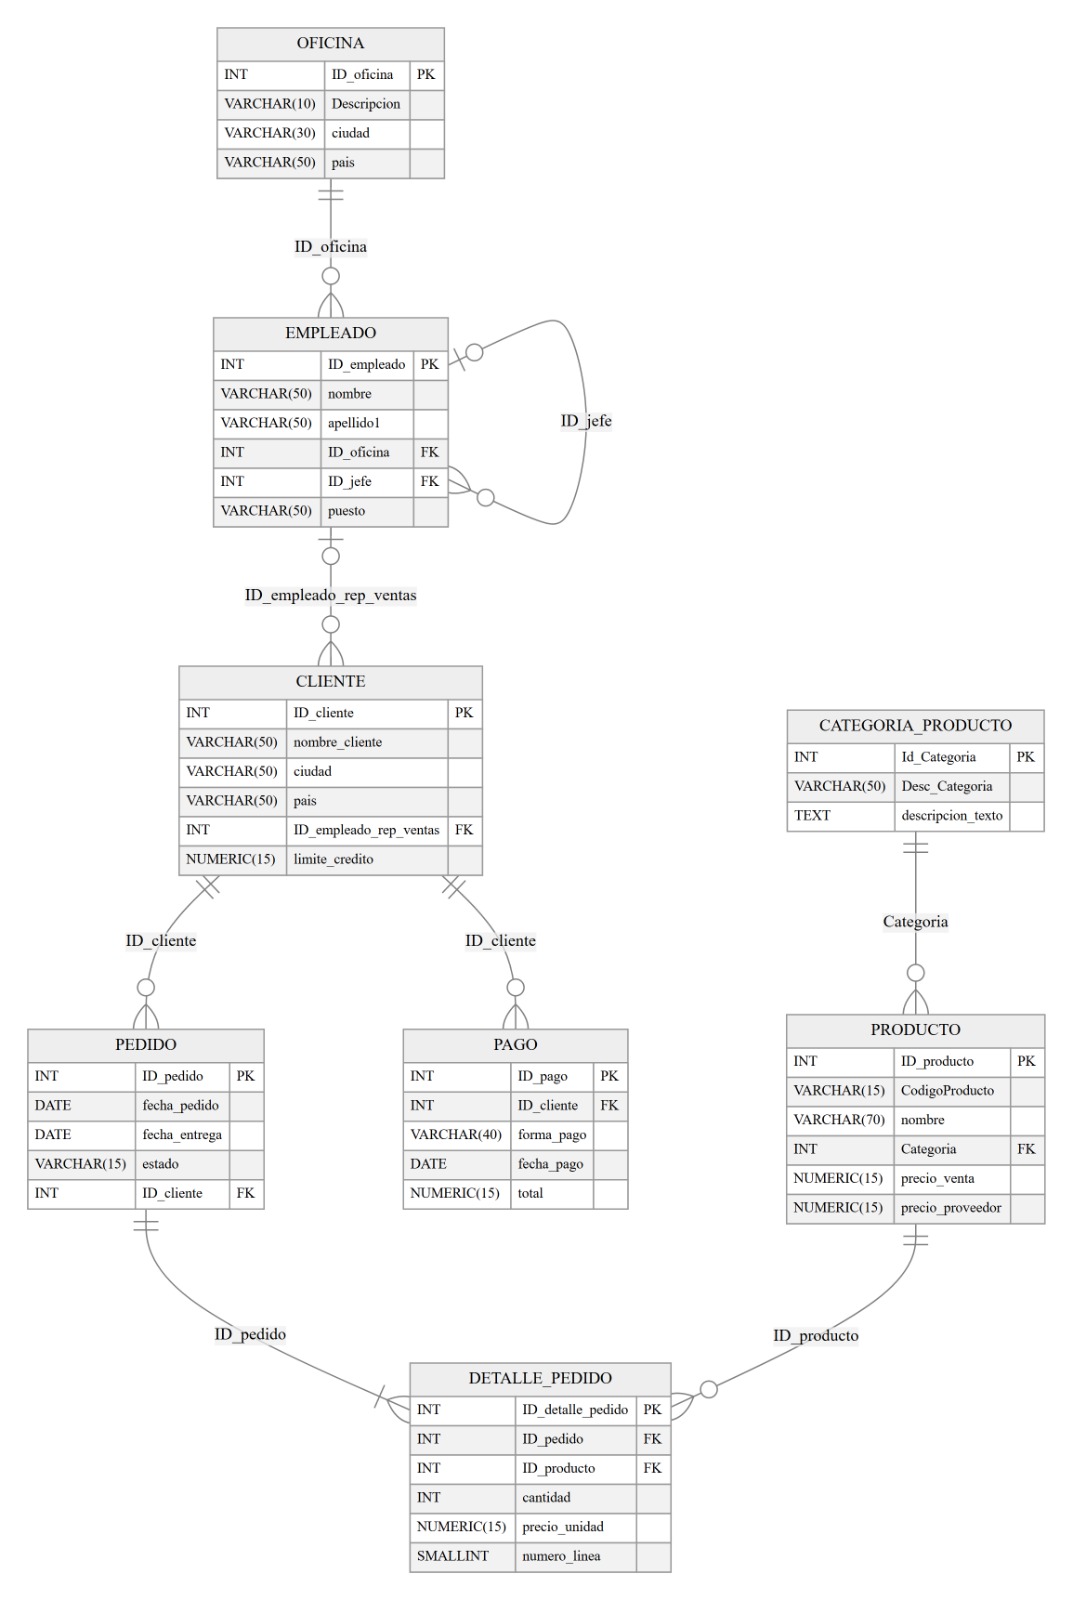 OFICINA
INT ID_oficina PK
VARCHAR(10) Descripcion
VARCHAR(30) ciudad
VARCHAR(50) pais
ID_oficina
EMPLEADO
INT ID_empleado PK
VARCHAR(50) nombre
VARCHAR(50) apellido1
INT ID_oficina FK
INT ID_jefe FK
VARCHAR(50) puesto
ID_jefe
ID_empleado_rep_ventas
CLIENTE
INT ID_cliente PK
VARCHAR(50) nombre_cliente
VARCHAR(50) ciudad
VARCHAR(50) pais
INT ID_empleado_rep_ventas FK
NUMERIC(15) limite_credito
CATEGORIA_PRODUCTO
INT Id_Categoria PK
VARCHAR(50) Desc_Categoria
TEXT descripcion_texto
ID_cliente
ID_cliente
Categoria
PEDIDO
INT ID_pedido PK
DATE fecha_pedido
DATE fecha_entrega
VARCHAR(15) estado
INT ID_cliente FK
PAGO
INT ID_pago PK
INT ID_cliente FK
VARCHAR(40) forma_pago
DATE fecha_pago
NUMERIC(15) total
PRODUCTO
INT ID_producto PK
VARCHAR(15) CodigoProducto
VARCHAR(70) nombre
INT Categoria FK
NUMERIC(15) precio_venta
NUMERIC(15) precio_proveedor
ID_pedido
ID_producto
DETALLE_PEDIDO
INT ID_detalle_pedido PK
INT ID_pedido FK
INT ID_producto FK
INT cantidad
NUMERIC(15) precio_unidad
SMALLINT numero_linea